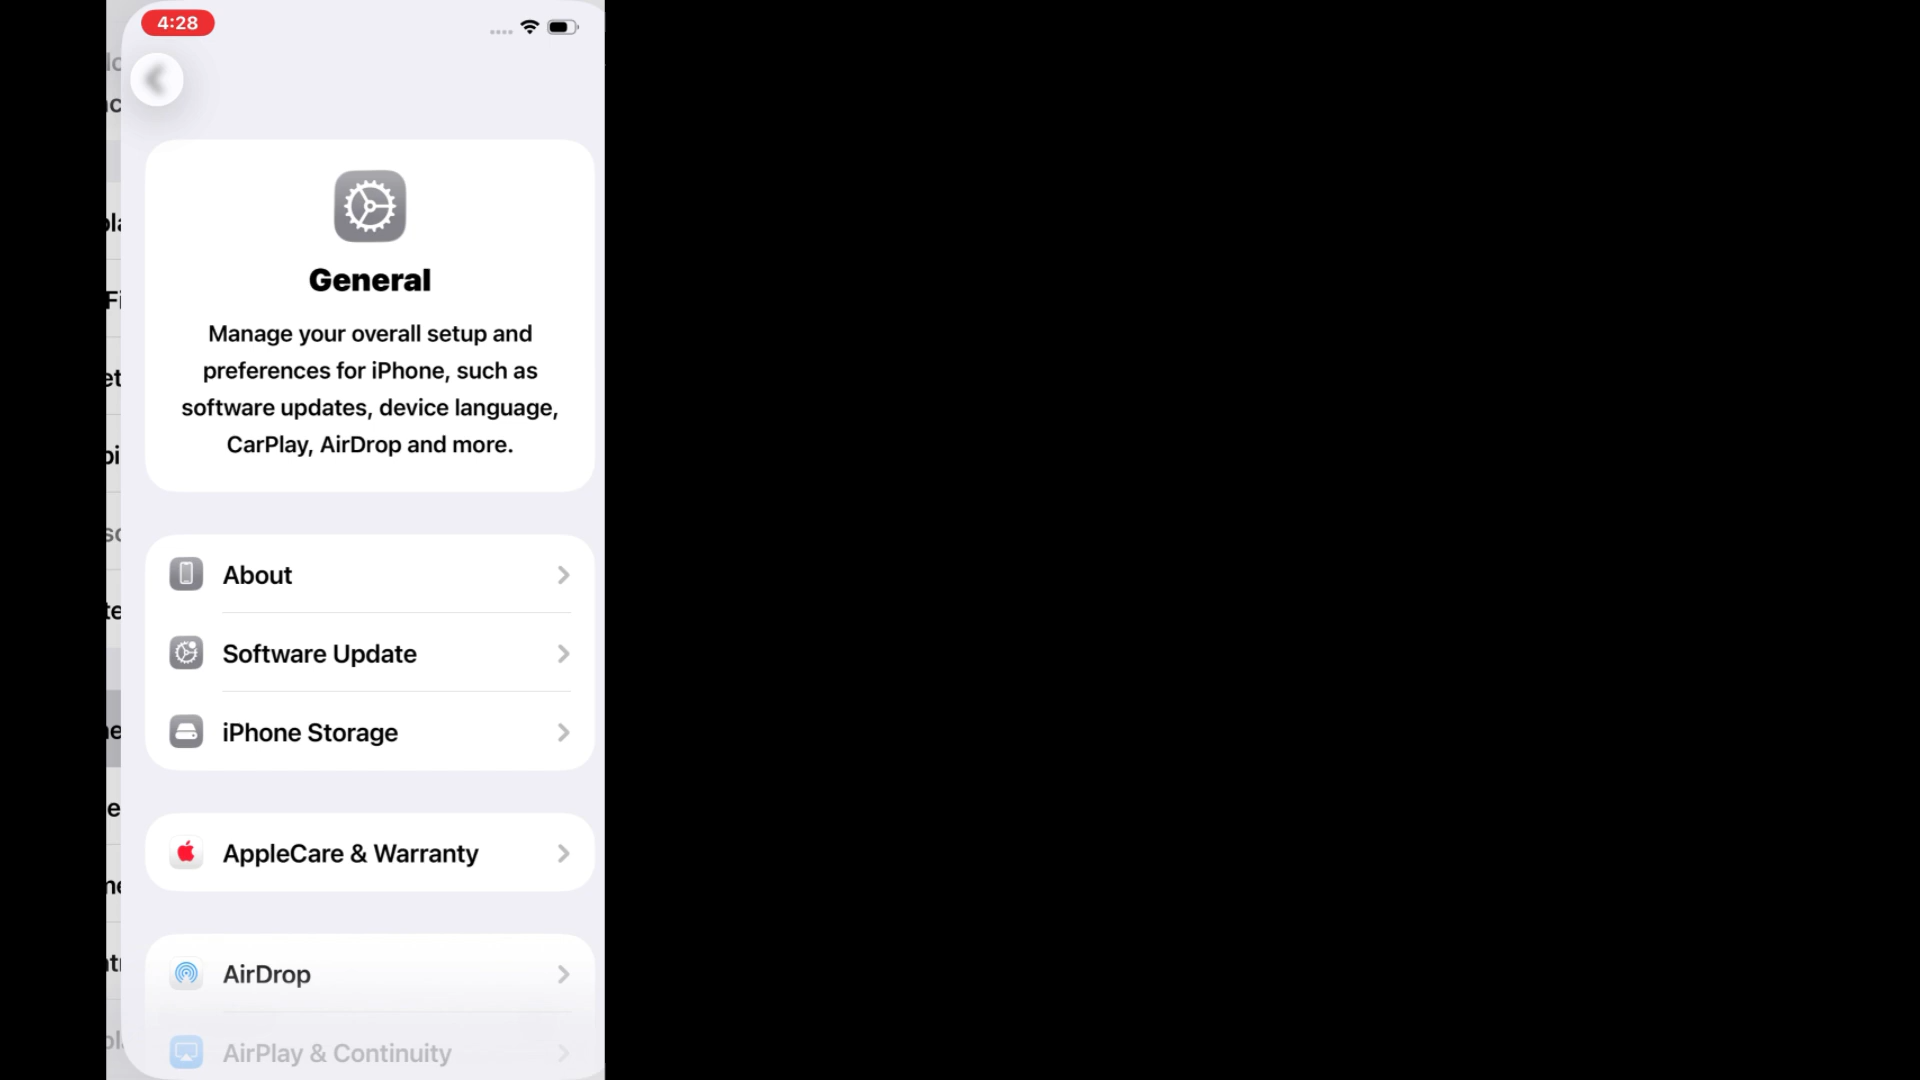 4:28
General
Manage your overall setup and
preferences for iPhone, such as
software updates, device language,
CarPlay, AirDrop and more.
About
Software Update
iPhone Storage
AppleCare & Warranty
AirDrop
AirPlay & Continuity